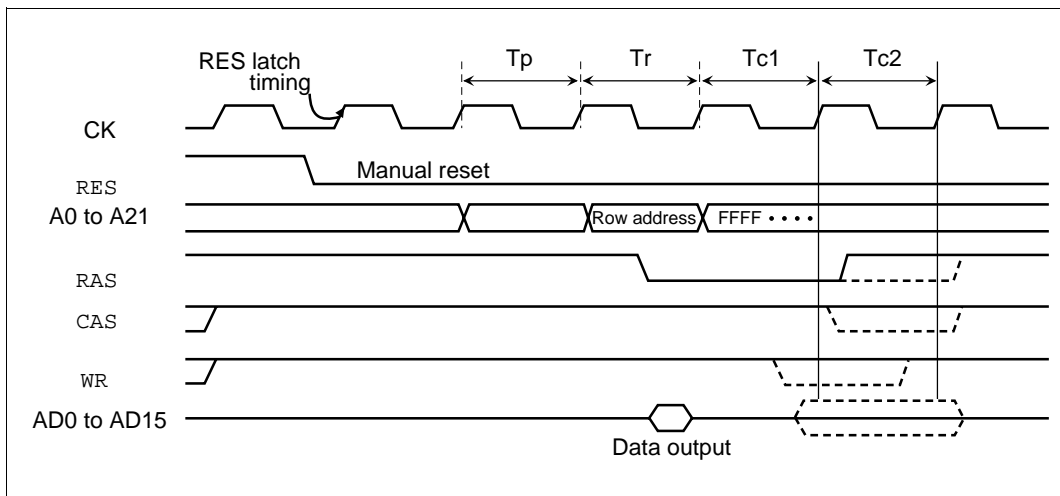 RES latch
timing
Tp
Tr
Tc1
Tc2
CK
RES
Manual reset
A0 to A21
Row address
FFFF ····
RAS
CAS
WR
AD0 to AD15
Data output